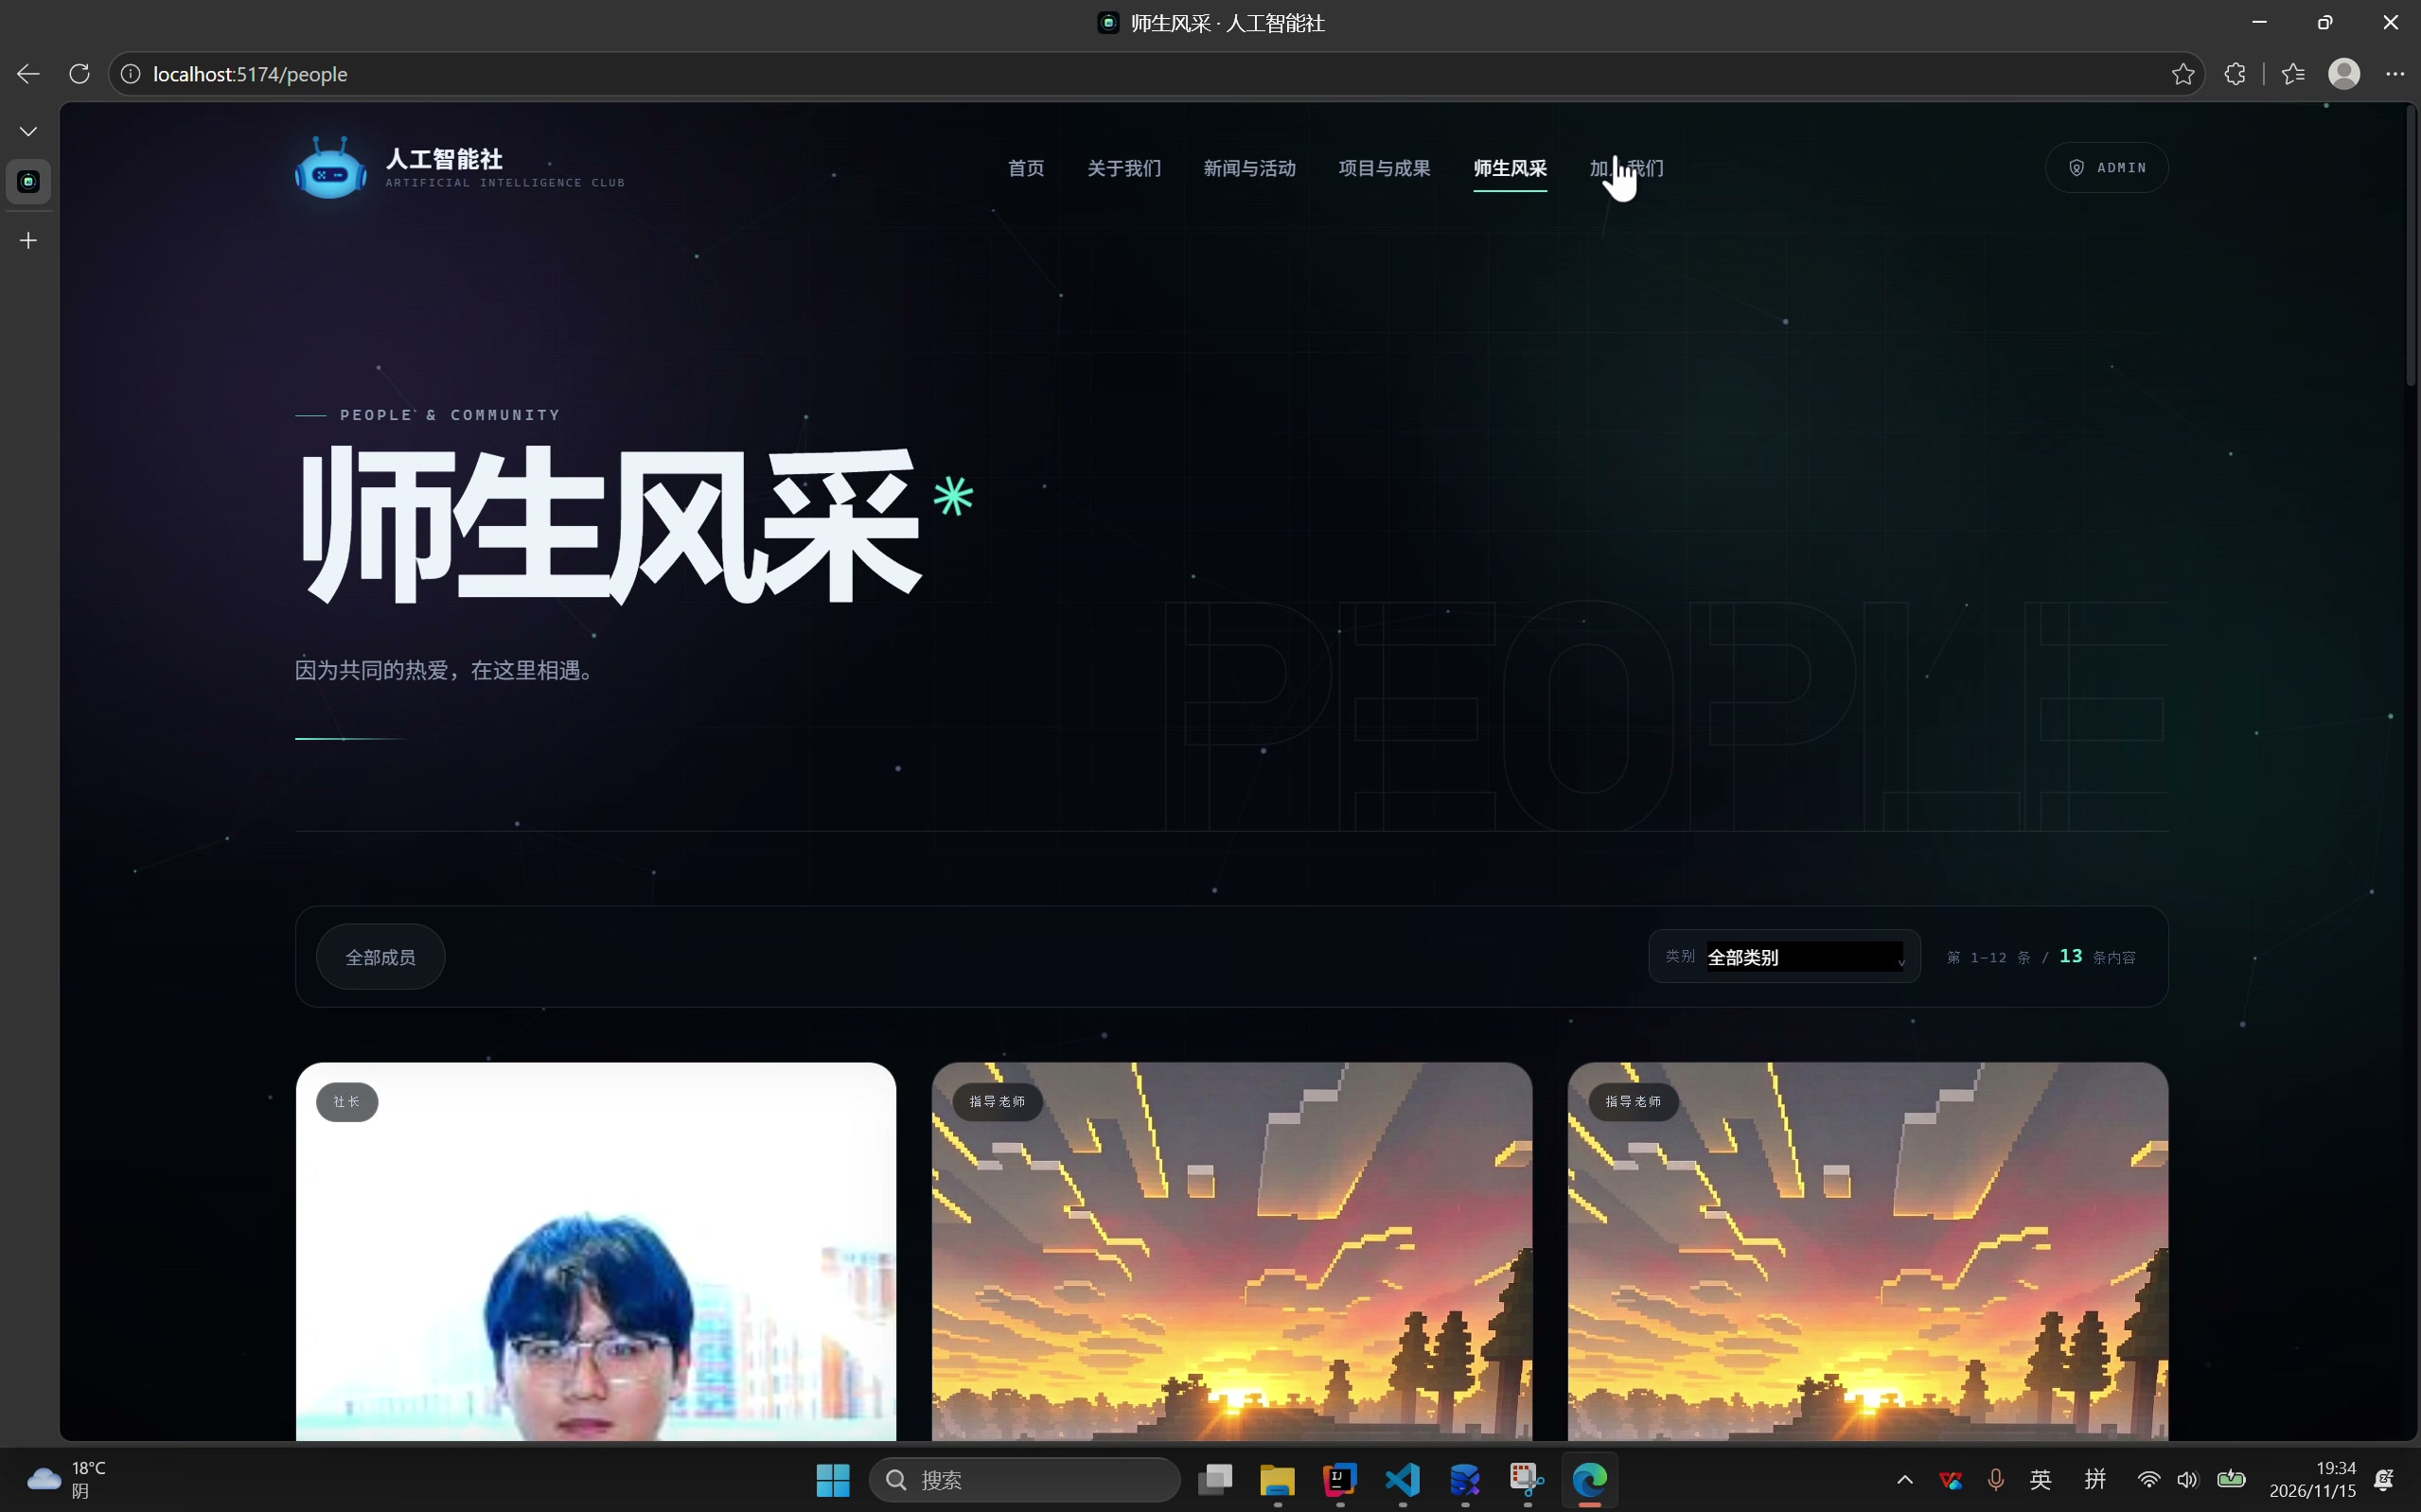 师生风采 · 人工智能社
localhost:5174/people
人工智能社
ARTIFICIAL INTELLIGENCE CLUB
首页
关于我们
新闻与活动
项目与成果
师生风采
加入我们
ADMIN
PEOPLE & COMMUNITY
师生风采
因为共同的热爱，在这里相遇。
PEOPLE
全部成员
类别
全部类别
第 1–12 条 / 13 条内容
社长
指导老师
指导老师
18°C
阴
搜索
英
拼
19:34
2026/11/15